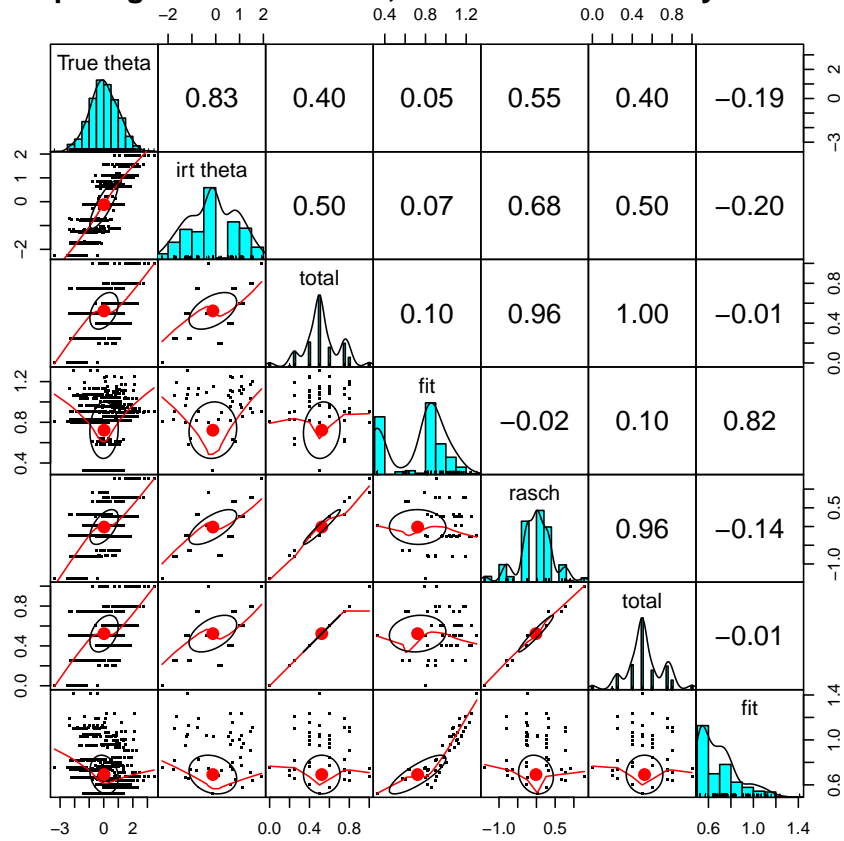 −2 0 1 2 0.4 0.8 1.2 0.0 0.4 0.8
True theta 0.83 0.40 0.05 0.55 0.40 −0.19
−3 0 2
irt theta 0.50 0.07 0.68 0.50 −0.20
−2 0 1 2
total 0.10 0.96 1.00 −0.01
0.0 0.4 0.8
fit −0.02 0.10 0.82
0.4 0.8 1.2
rasch 0.96 −0.14
−1.0 0.5
total −0.01
0.0 0.4 0.8
fit
0.6 1.0 1.4
−3 0 2 0.0 0.4 0.8 −1.0 0.5 0.6 1.0 1.4